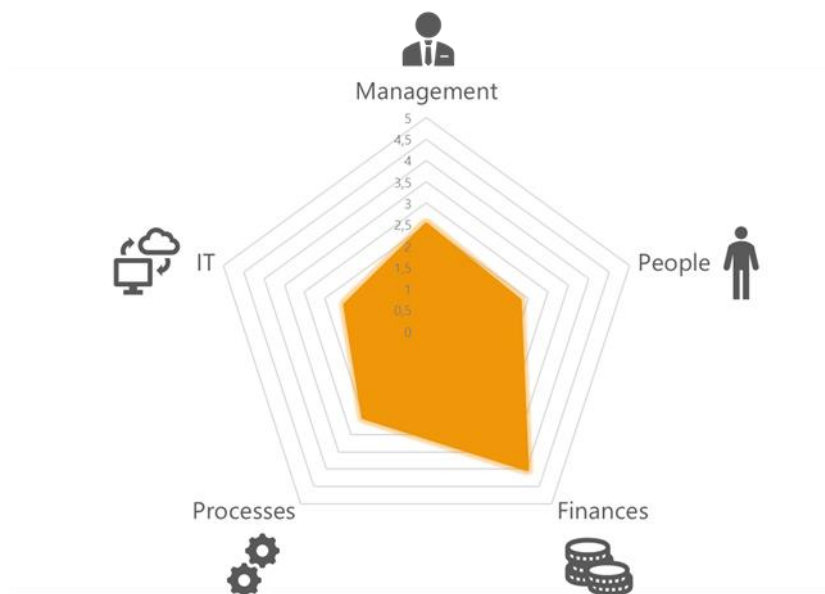 Management
5
4,5
4
3,5
3
2,5
2
1,5
1
0,5
0
IT
People
Processes
Finances